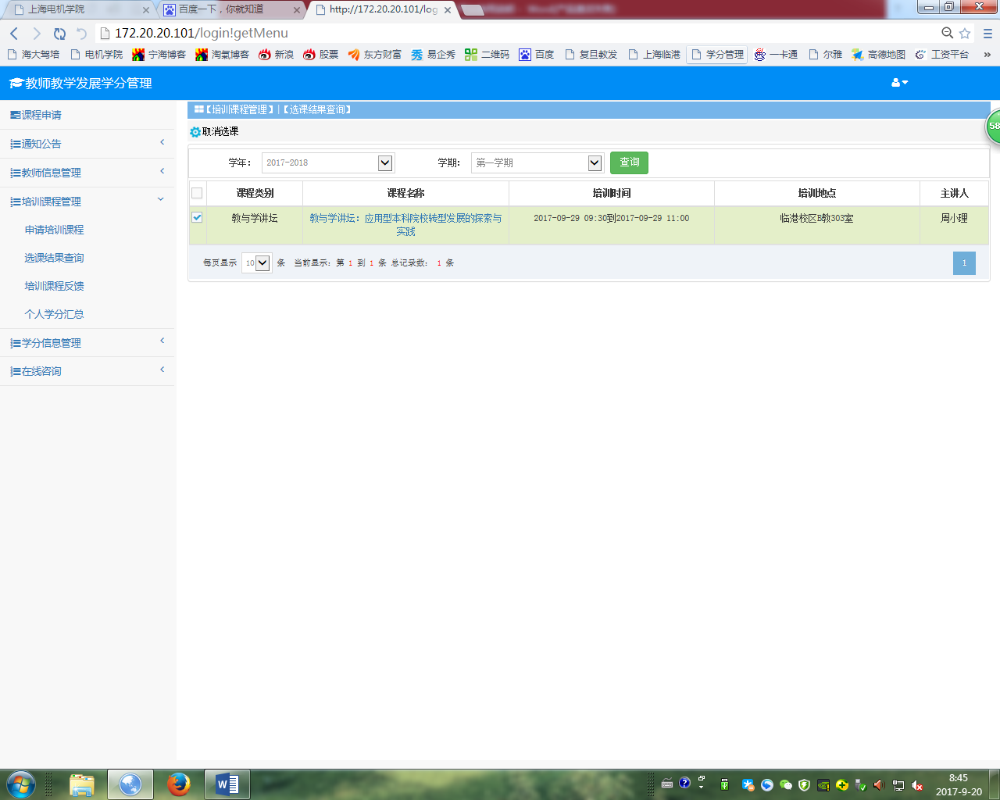 上海电机学院
百度一下，你就知道
http://172.20.20.101/log
172.20.20.101/login!getMenu
海大驾培 电机学院 宁海博客 淘氣博客 新浪 股票 东方财富 易企秀 二维码 百度 复旦教发 上海临港 学分管理 一卡通 尔雅 高德地图 工资平台 »
教师教学发展学分管理
课程申请
通知公告
教师信息管理
培训课程管理
申请培训课程
选课结果查询
培训课程反馈
个人学分汇总
学分信息管理
在线咨询
【培训课程管理】|【选课结果查询】
58
取消选课
学年： 2017-2018 学期: 第一学期 查询
课程类别 课程名称 培训时间 培训地点 主讲人
教与学讲坛 教与学讲坛：应用型本科院校转型发展的探索与实践 2017-09-29 09:30到2017-09-29 11:00 临港校区B教303室 周小理
每页显示 10 条 当前显示：第 1 到 1 条 总记录数： 1 条 1
8:45
2017-9-20